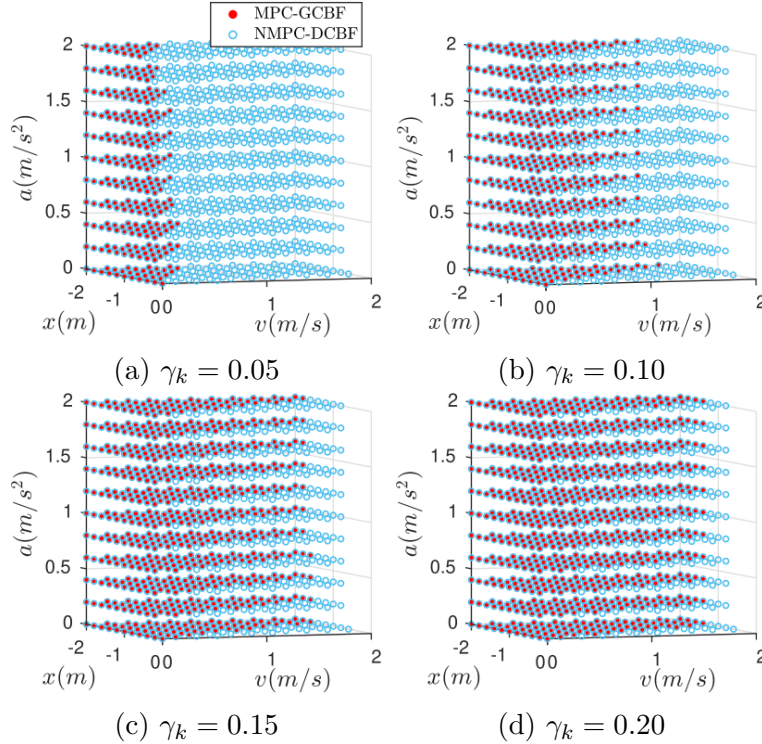 MPC-GCBF
NMPC-DCBF
2
1.5
1
0.5
0
a(m/s²)
-2
-1
0
x(m)
0
1
2
v(m/s)
(a) γₖ = 0.05
2
1.5
1
0.5
0
a(m/s²)
-2
-1
0
x(m)
0
1
2
v(m/s)
(b) γₖ = 0.10
2
1.5
1
0.5
0
a(m/s²)
-2
-1
0
x(m)
0
1
2
v(m/s)
(c) γₖ = 0.15
2
1.5
1
0.5
0
a(m/s²)
-2
-1
0
x(m)
0
1
2
v(m/s)
(d) γₖ = 0.20